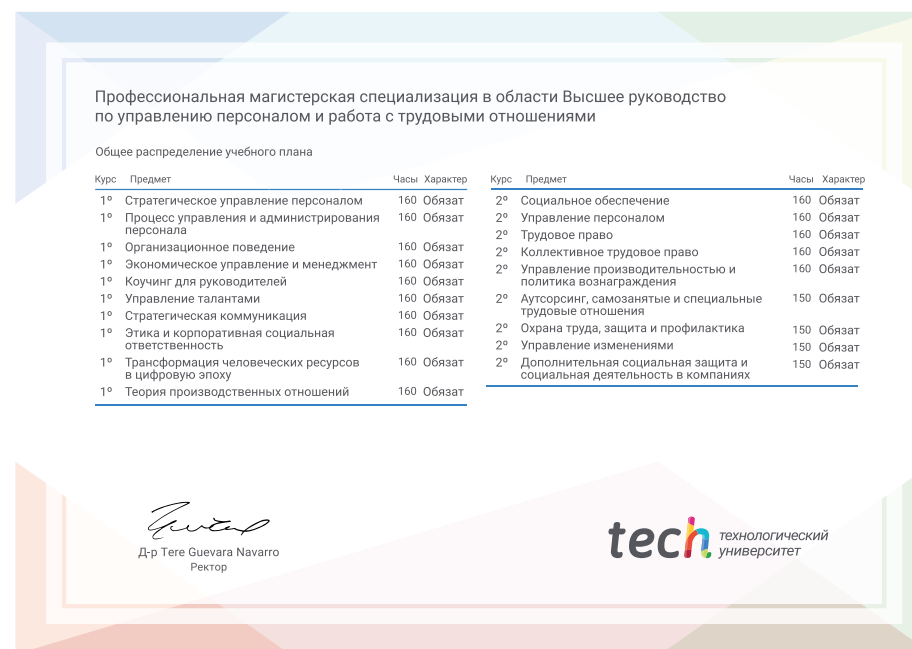 Профессиональная магистерская специализация в области Высшее руководство
по управлению персоналом и работа с трудовыми отношениями
Общее распределение учебного плана
Курс Предмет Часы Характер
1º Стратегическое управление персоналом 160 Обязат
1º Процесс управления и администрирования 160 Обязат
персонала
1º Организационное поведение 160 Обязат
1º Экономическое управление и менеджмент 160 Обязат
1º Коучинг для руководителей 160 Обязат
1º Управление талантами 160 Обязат
1º Стратегическая коммуникация 160 Обязат
1º Этика и корпоративная социальная 160 Обязат
ответственность
1º Трансформация человеческих ресурсов 160 Обязат
в цифровую эпоху
1º Теория производственных отношений 160 Обязат
Курс Предмет Часы Характер
2º Социальное обеспечение 160 Обязат
2º Управление персоналом 160 Обязат
2º Трудовое право 160 Обязат
2º Коллективное трудовое право 160 Обязат
2º Управление производительностью и 160 Обязат
политика вознаграждения
2º Аутсорсинг, самозанятые и специальные 150 Обязат
трудовые отношения
2º Охрана труда, защита и профилактика 150 Обязат
2º Управление изменениями 150 Обязат
2º Дополнительная социальная защита и 150 Обязат
социальная деятельность в компаниях
Д-р Tere Guevara Navarro
Ректор
tech технологический
университет